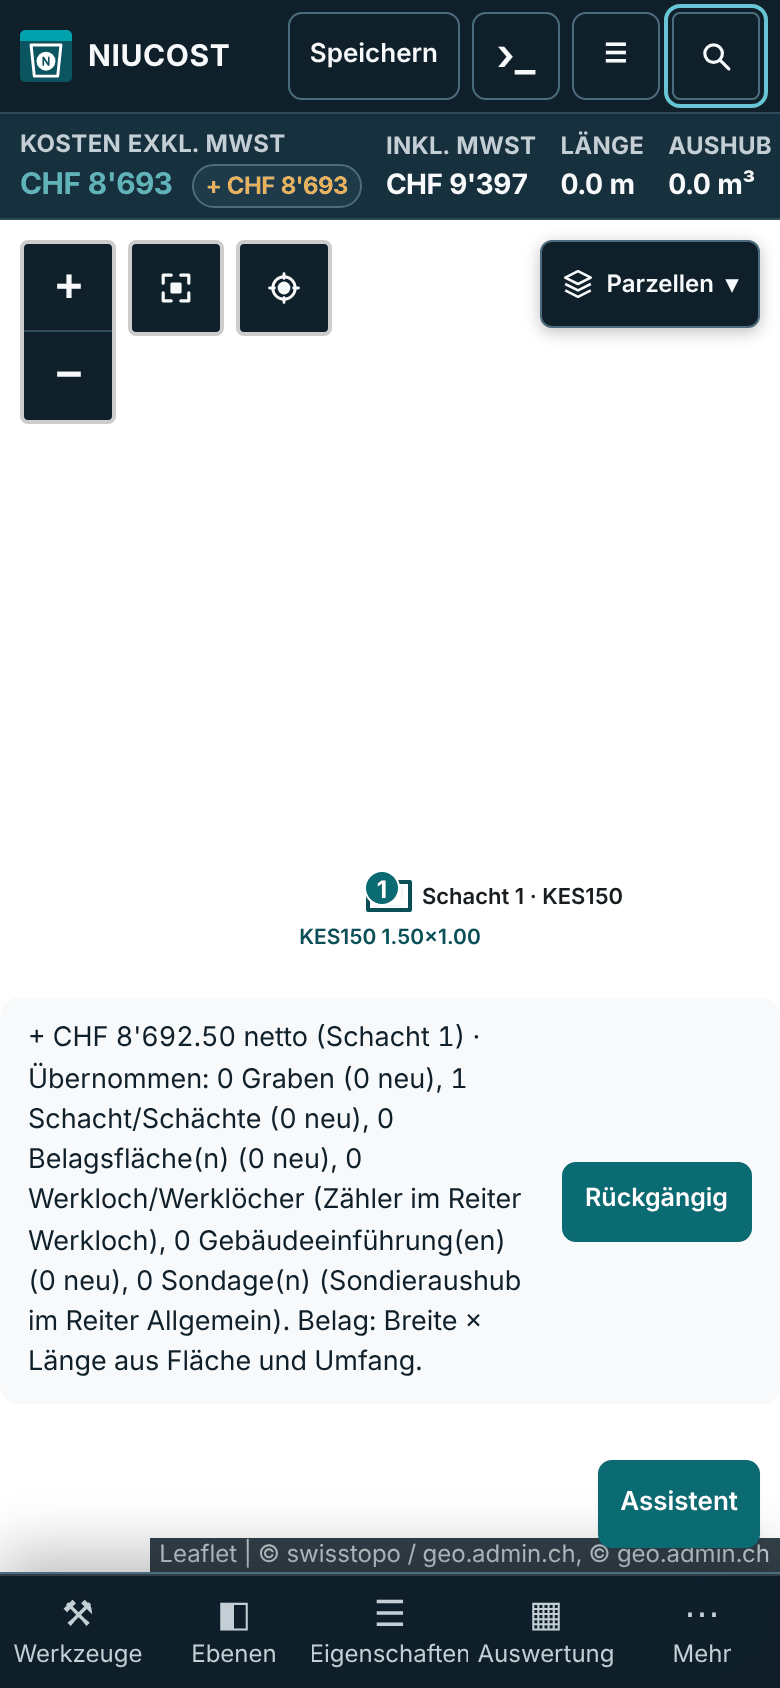 NIUCOST
Speichern
KOSTEN EXKL. MWST
CHF 8'693
+ CHF 8'693
INKL. MWST
CHF 9'397
LÄNGE
0.0 m
AUSHUB
0.0 m³
Parzellen ▾
1
Schacht 1 · KES150
KES150 1.50×1.00
+ CHF 8'692.50 netto (Schacht 1) ·
Übernommen: 0 Graben (0 neu), 1
Schacht/Schächte (0 neu), 0
Belagsfläche(n) (0 neu), 0
Werkloch/Werklöcher (Zähler im Reiter
Werkloch), 0 Gebäudeeinführung(en)
(0 neu), 0 Sondage(n) (Sondieraushub
im Reiter Allgemein). Belag: Breite ×
Länge aus Fläche und Umfang.
Rückgängig
Assistent
Leaflet | © swisstopo / geo.admin.ch, © geo.admin.ch
Werkzeuge
Ebenen
Eigenschaften
Auswertung
Mehr